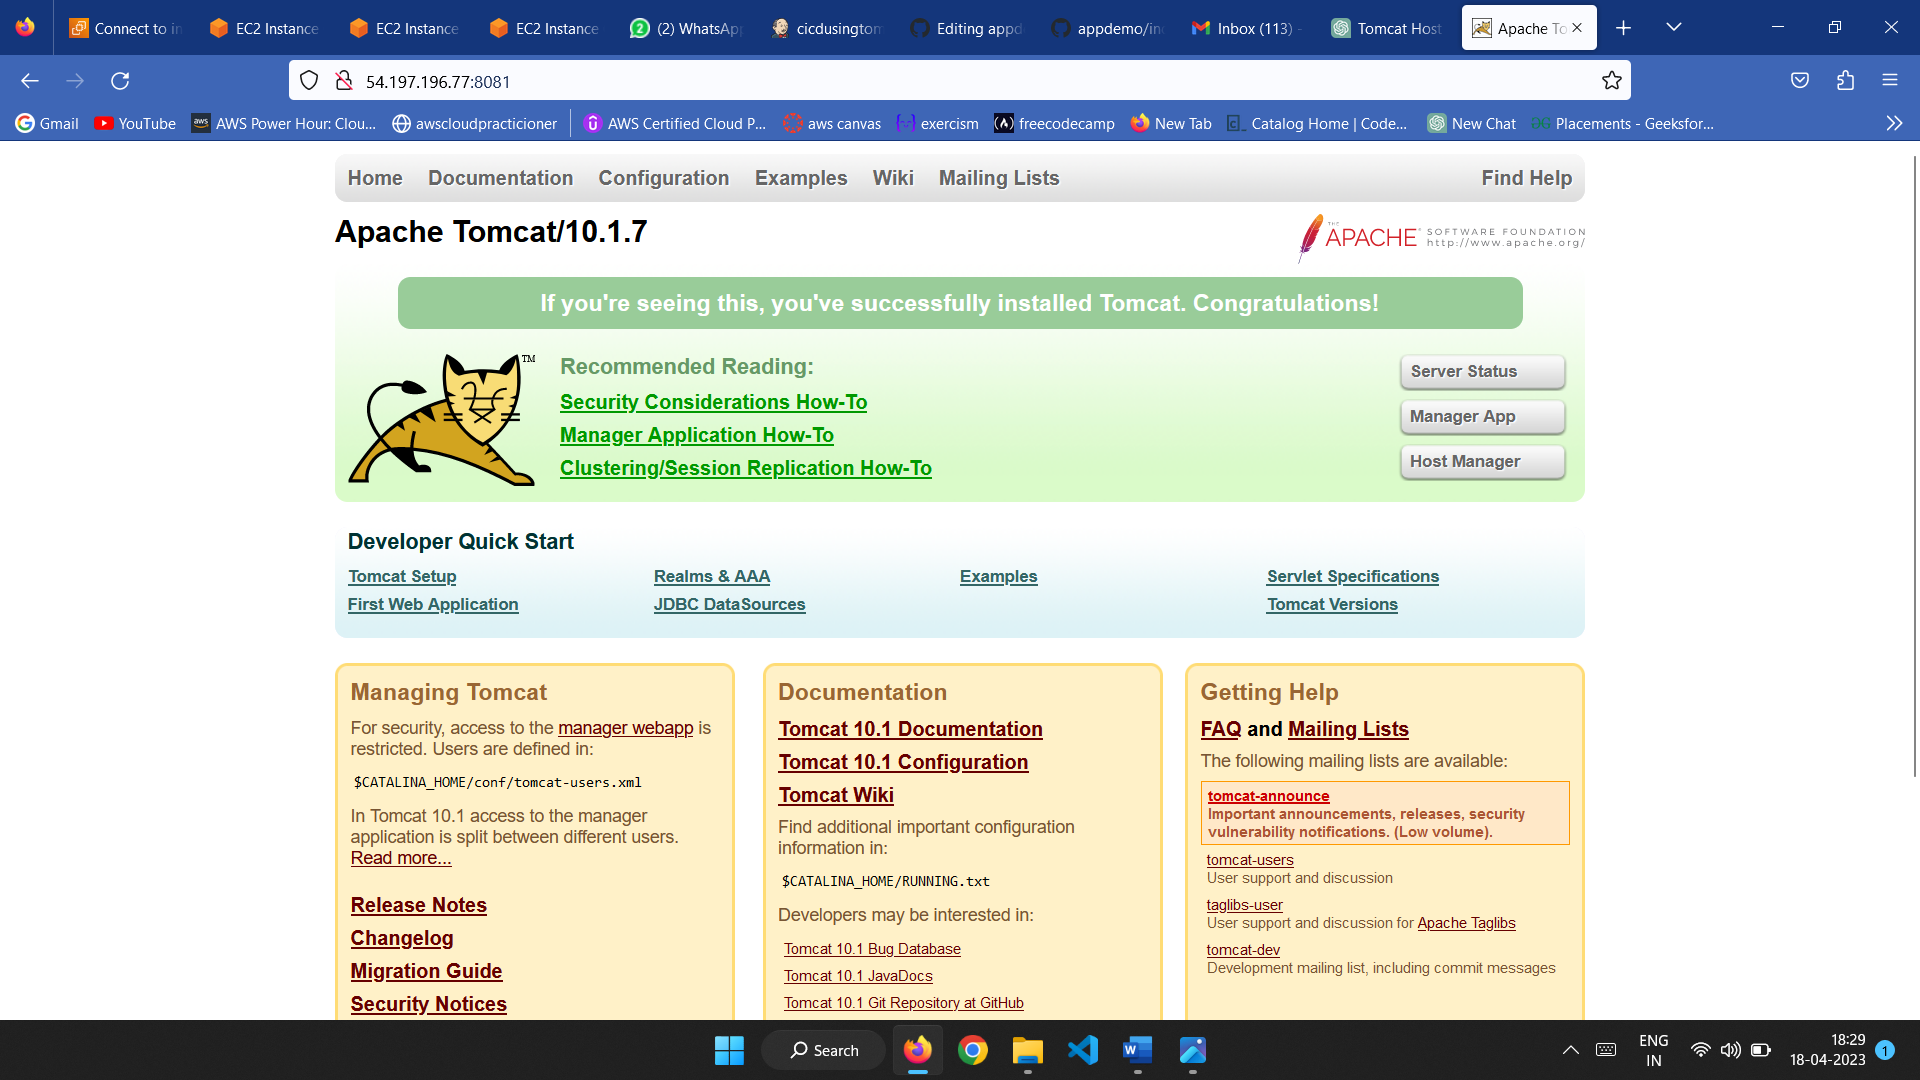 Connect to in
EC2 Instance
EC2 Instance
EC2 Instance
(2) WhatsApp
cicdusingtom
Editing appd
appdemo/ind
Inbox (113) -
Tomcat Host
Apache To
54.197.196.77:8081
Gmail
YouTube
aws
AWS Power Hour: Clou...
awscloudpracticioner
AWS Certified Cloud P...
aws canvas
exercism
freecodecamp
New Tab
Catalog Home | Code...
New Chat
Placements - Geeksfor...
Home Documentation Configuration Examples Wiki Mailing Lists Find Help
Apache Tomcat/10.1.7
THE APACHE SOFTWARE FOUNDATION
http://www.apache.org/
If you're seeing this, you've successfully installed Tomcat. Congratulations!
TM
Recommended Reading:
Security Considerations How-To
Manager Application How-To
Clustering/Session Replication How-To
Server Status
Manager App
Host Manager
Developer Quick Start
Tomcat Setup
First Web Application
Realms & AAA
JDBC DataSources
Examples
Servlet Specifications
Tomcat Versions
Managing Tomcat
For security, access to the manager webapp is
restricted. Users are defined in:
$CATALINA_HOME/conf/tomcat-users.xml
In Tomcat 10.1 access to the manager
application is split between different users.
Read more...
Release Notes
Changelog
Migration Guide
Security Notices
Documentation
Tomcat 10.1 Documentation
Tomcat 10.1 Configuration
Tomcat Wiki
Find additional important configuration
information in:
$CATALINA_HOME/RUNNING.txt
Developers may be interested in:
Tomcat 10.1 Bug Database
Tomcat 10.1 JavaDocs
Tomcat 10.1 Git Repository at GitHub
Getting Help
FAQ and Mailing Lists
The following mailing lists are available:
tomcat-announce
Important announcements, releases, security
vulnerability notifications. (Low volume).
tomcat-users
User support and discussion
taglibs-user
User support and discussion for Apache Taglibs
tomcat-dev
Development mailing list, including commit messages
Search
ENG
IN
18:29
18-04-2023
1